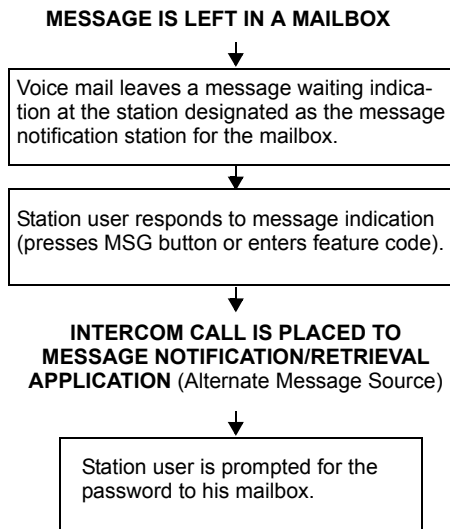 MESSAGE IS LEFT IN A MAILBOX
Voice mail leaves a message waiting indica-
tion at the station designated as the message
notification station for the mailbox.
Station user responds to message indication
(presses MSG button or enters feature code).
INTERCOM CALL IS PLACED TO
MESSAGE NOTIFICATION/RETRIEVAL
APPLICATION (Alternate Message Source)
Station user is prompted for the
password to his mailbox.